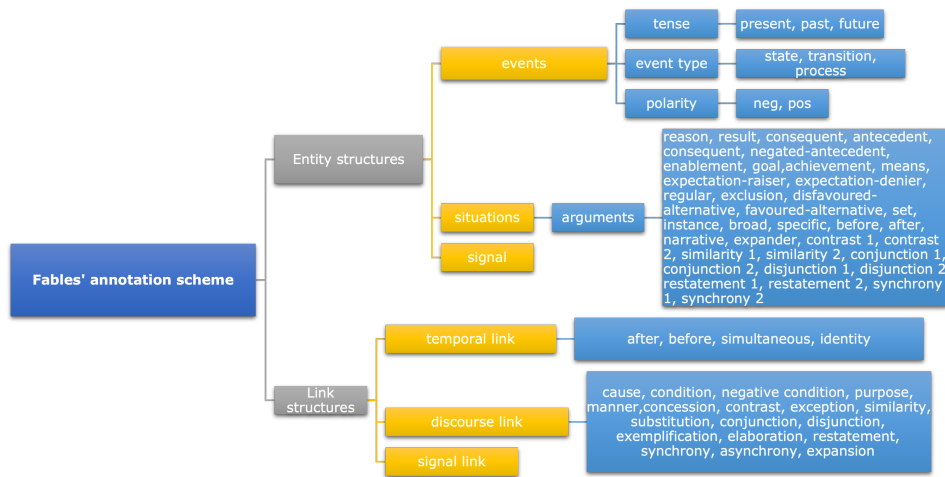 Fables' annotation scheme
Entity structures
events
tense
present, past, future
event type
state, transition,
process
polarity
neg, pos
situations
arguments
reason, result, consequent, antecedent,
consequent, negated-antecedent,
enablement, goal,achievement, means,
expectation-raiser, expectation-denier,
regular, exclusion, disfavoured-
alternative, favoured-alternative, set,
instance, broad, specific, before, after,
narrative, expander, contrast 1, contrast
2, similarity 1, similarity 2, conjunction 1,
conjunction 2, disjunction 1, disjunction 2,
restatement 1, restatement 2, synchrony
1, synchrony 2
signal
Link
structures
temporal link
after, before, simultaneous, identity
discourse link
cause, condition, negative condition, purpose,
manner,concession, contrast, exception, similarity,
substitution, conjunction, disjunction,
exemplification, elaboration, restatement,
synchrony, asynchrony, expansion
signal link